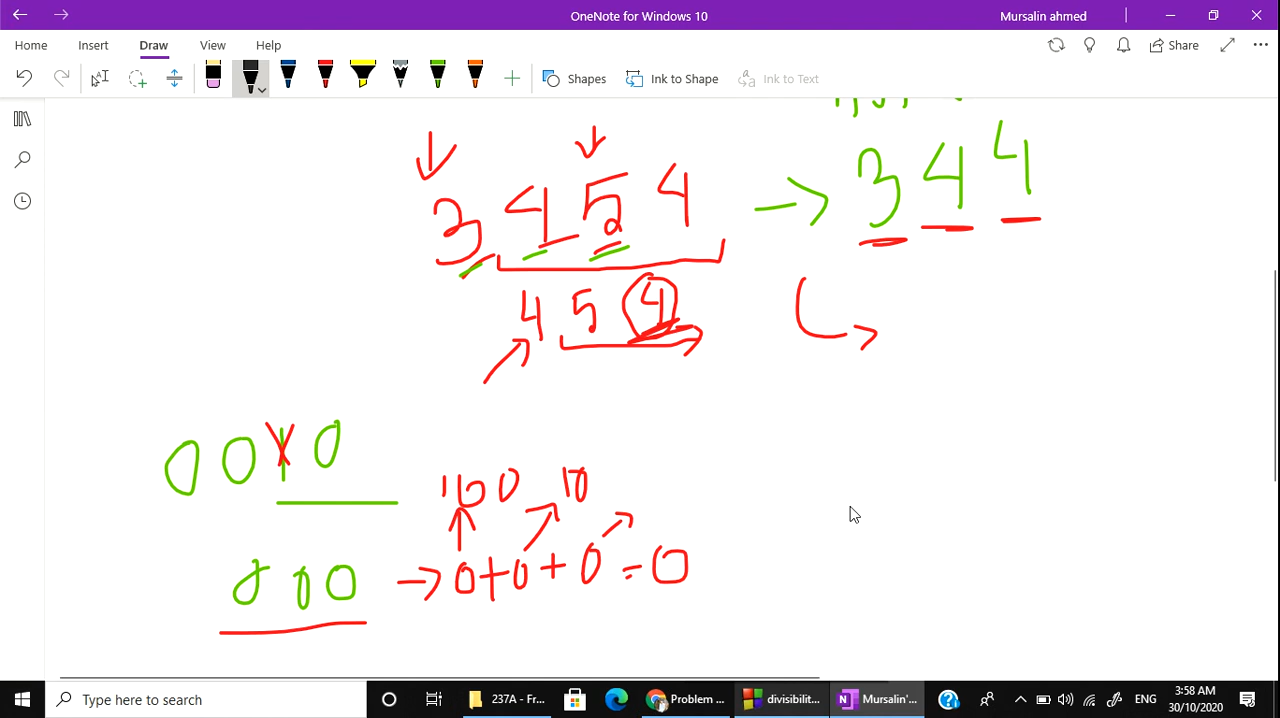 OneNote for Windows 10
Mursalin ahmed
Home Insert Draw View Help
Share
Shapes Ink to Shape Ink to Text
3 4 5 4 → 3 4 4
4 5 4
0 0 1 0
100 10
0 0 → 0+0+0=0
Type here to search
237A - Fr...
Problem ...
divisibilit...
Mursalin'...
ENG
3:58 AM
30/10/2020